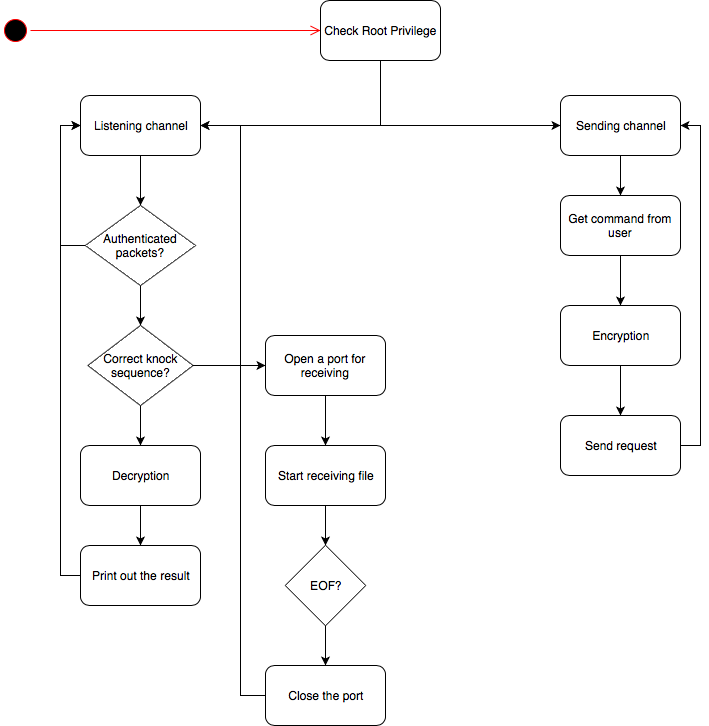 Check Root Privilege
Listening channel
Sending channel
Authenticated
packets?
Get command from
user
Correct knock
sequence?
Open a port for
receiving
Encryption
Decryption
Start receiving file
Send request
Print out the result
EOF?
Close the port